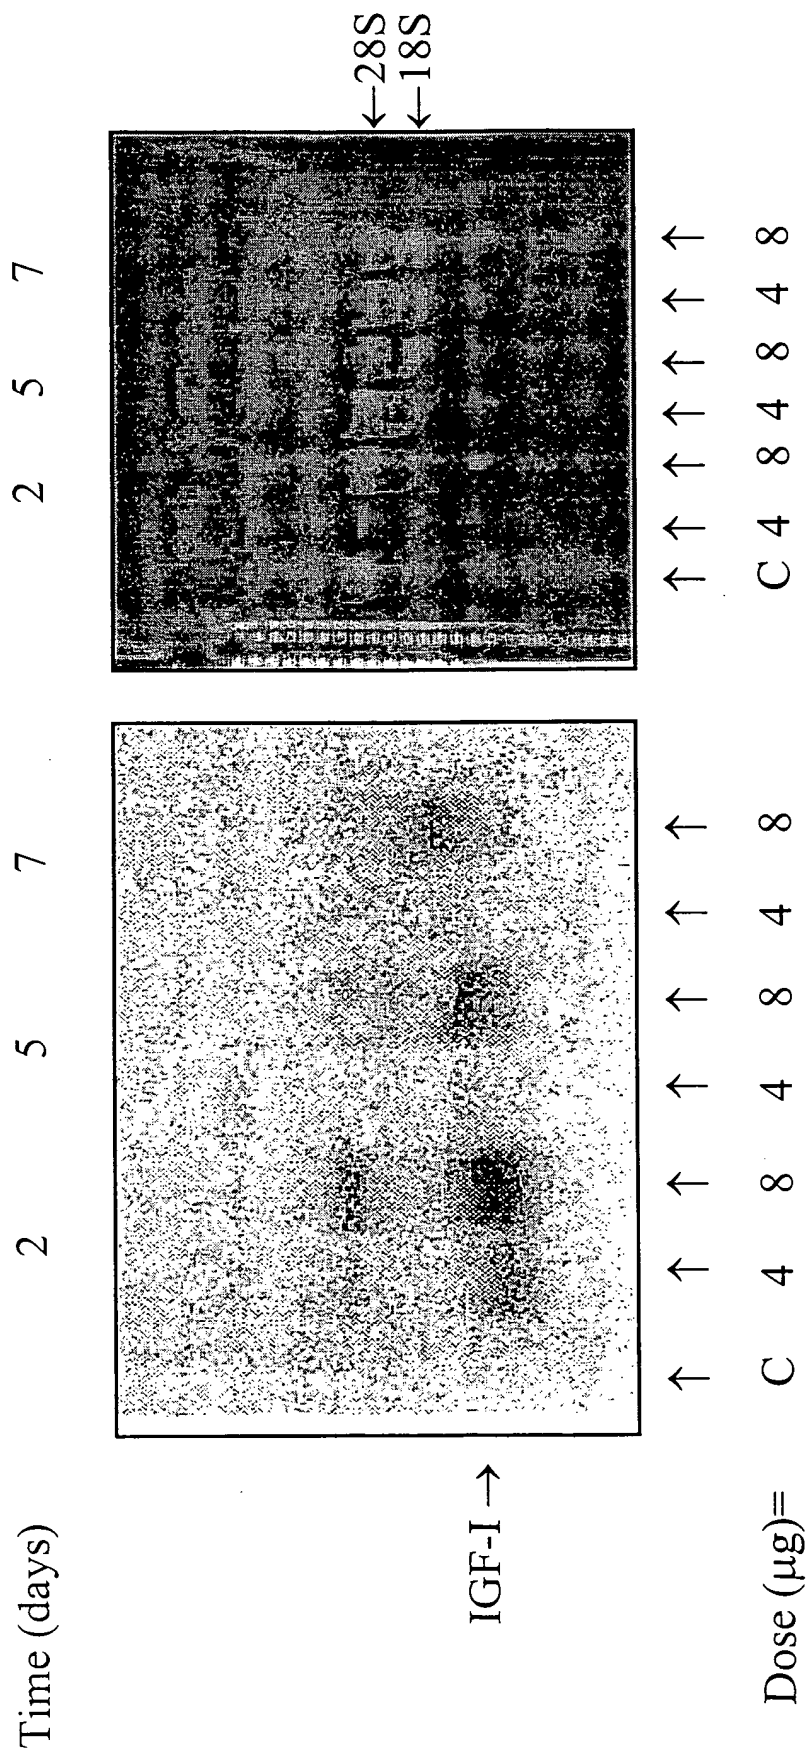 Time (days) 2 5 7 2 5 7
←28S
←18S
IGF-I →
↑ ↑ ↑ ↑ ↑ ↑ ↑ ↑ ↑ ↑ ↑ ↑ ↑ ↑
Dose (µg)= C 4 8 4 8 4 8 C 4 8 4 8 4 8